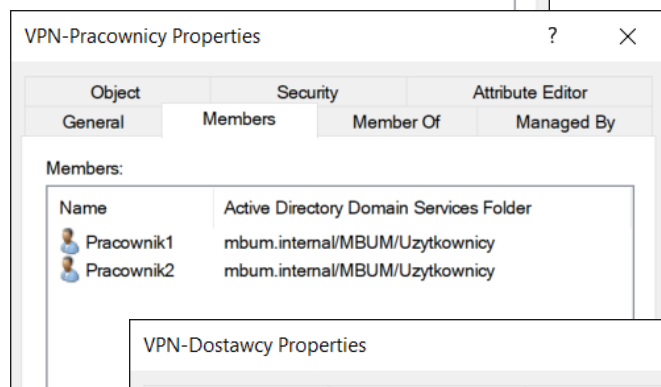 VPN-Pracownicy Properties ? ×
Object Security Attribute Editor
General Members Member Of Managed By
Members:
Name Active Directory Domain Services Folder
Pracownik1 mbum.internal/MBUM/Uzytkownicy
Pracownik2 mbum.internal/MBUM/Uzytkownicy
VPN-Dostawcy Properties